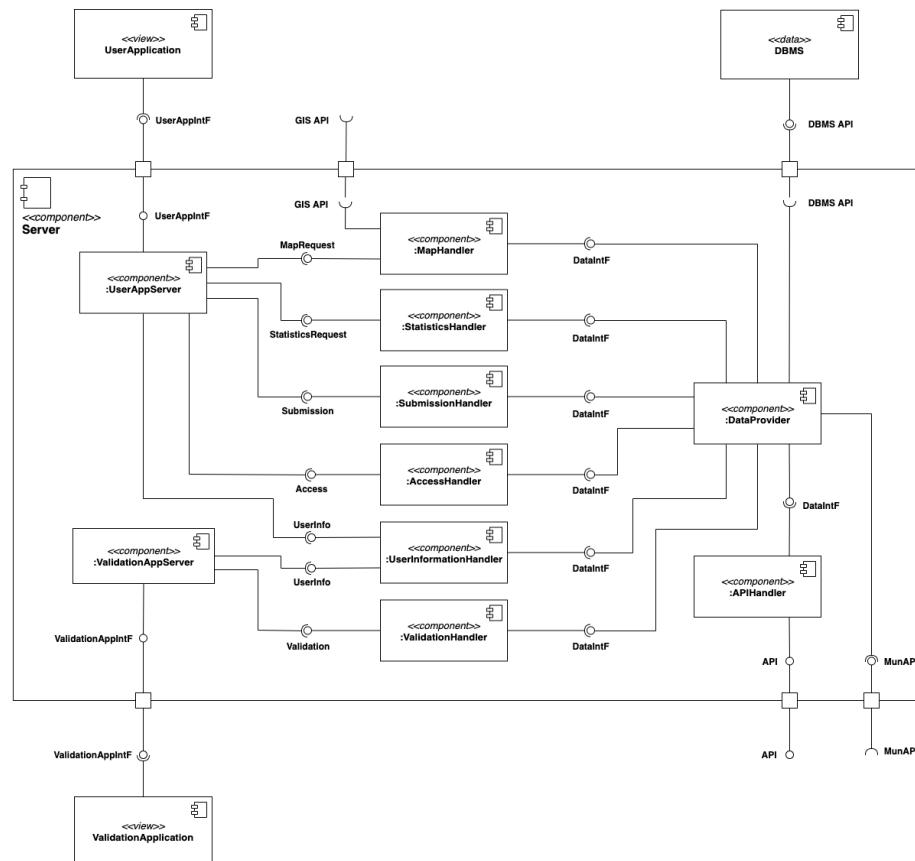 <<view>>
UserApplication
<<data>>
DBMS
UserAppIntF
GIS API
DBMS API
<<component>>
Server
UserAppIntF
GIS API
DBMS API
<<component>>
:UserAppServer
MapRequest
<<component>>
:MapHandler
DataIntF
StatisticsRequest
<<component>>
:StatisticsHandler
DataIntF
Submission
<<component>>
:SubmissionHandler
DataIntF
<<component>>
:DataProvider
Access
<<component>>
:AccessHandler
DataIntF
DataIntF
UserInfo
<<component>>
:ValidationAppServer
UserInfo
<<component>>
:UserInformationHandler
DataIntF
<<component>>
:APIHandler
ValidationAppIntF
Validation
<<component>>
:ValidationHandler
DataIntF
API
MunAP
ValidationAppIntF
API
MunAP
<<view>>
ValidationApplication